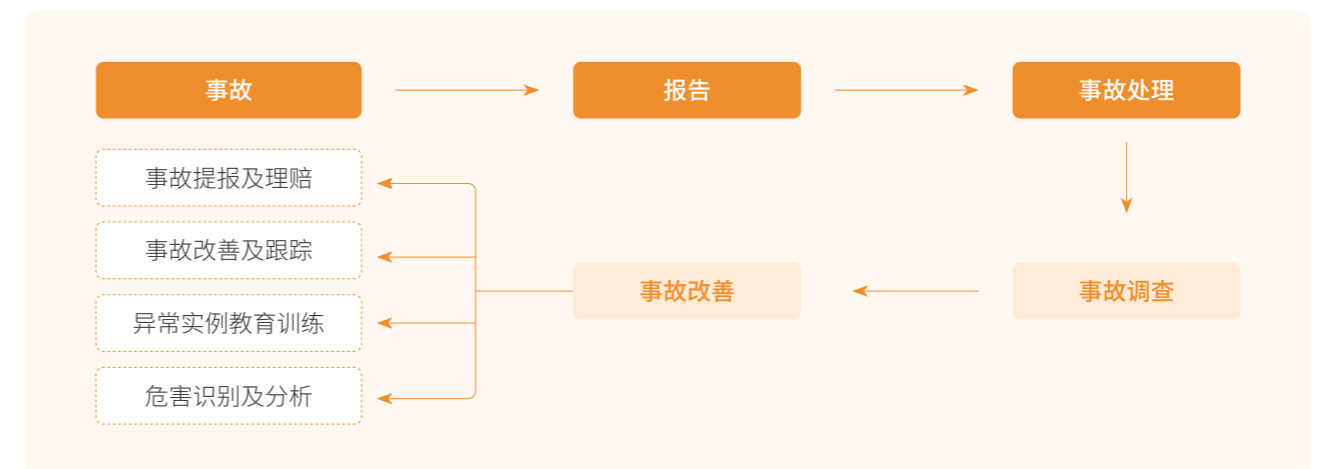 事故
报告
事故处理
事故提报及理赔
事故改善及跟踪
异常实例教育训练
危害识别及分析
事故改善
事故调查